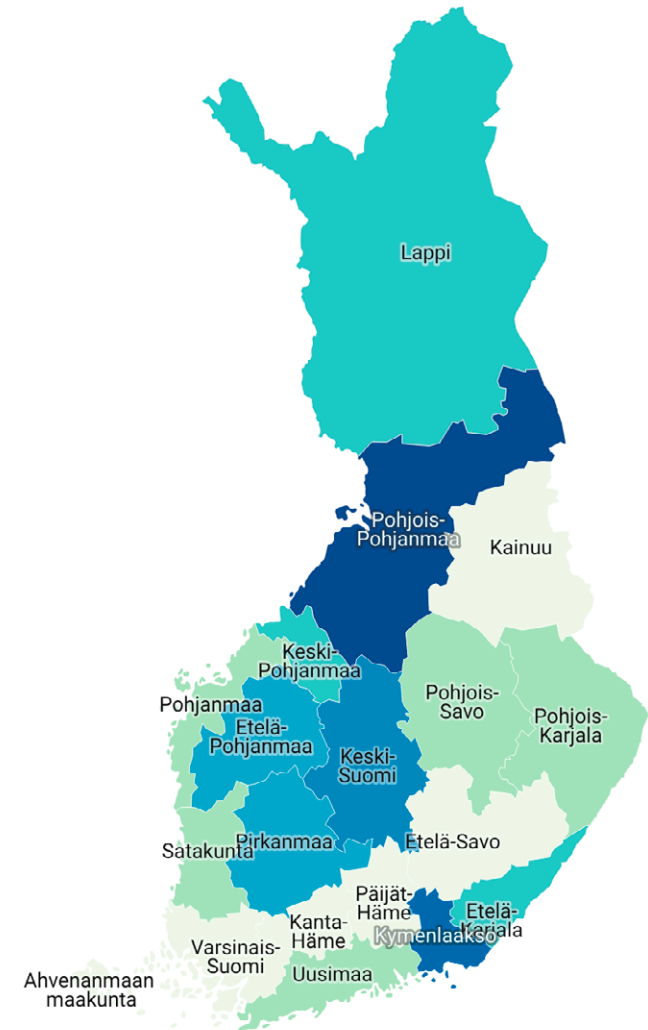 Lappi
Pohjois-
Pohjanmaa
Kainuu
Keski-
Pohjanmaa
Pohjanmaa
Etelä-
Pohjanmaa
Pohjois-
Savo
Pohjois-
Karjala
Keski-
Suomi
Satakunta
Pirkanmaa
Etelä-Savo
Päijät-
Häme
Kanta-
Häme
Etelä-
Karjala
Kymenlaakso
Varsinais-
Suomi
Uusimaa
Ahvenanmaan
maakunta